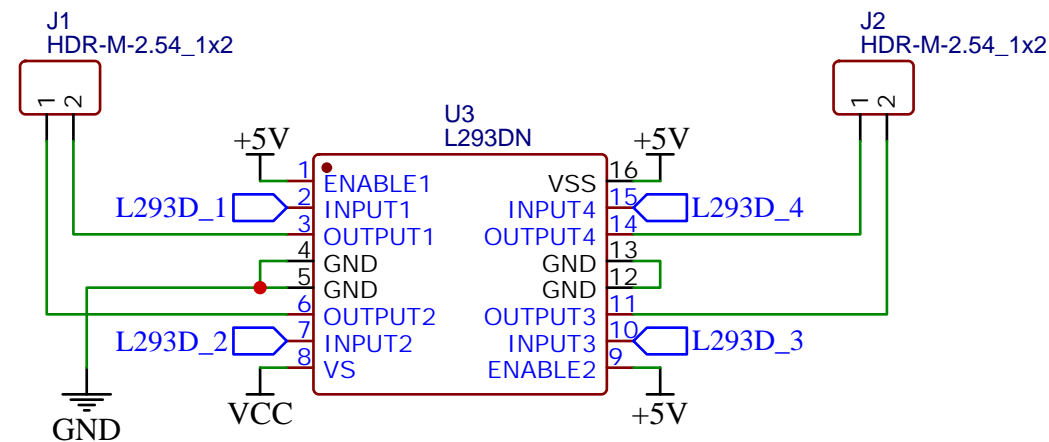 J1
HDR-M-2.54_1x2
1
2
J2
HDR-M-2.54_1x2
1
2
U3
L293DN
+5V
+5V
1 ENABLE1
2 INPUT1
3 OUTPUT1
4 GND
5 GND
6 OUTPUT2
7 INPUT2
8 VS
VSS 16
INPUT4 15
OUTPUT4 14
GND 13
GND 12
OUTPUT3 11
INPUT3 10
ENABLE2 9
L293D_1
L293D_4
L293D_2
L293D_3
VCC
+5V
GND